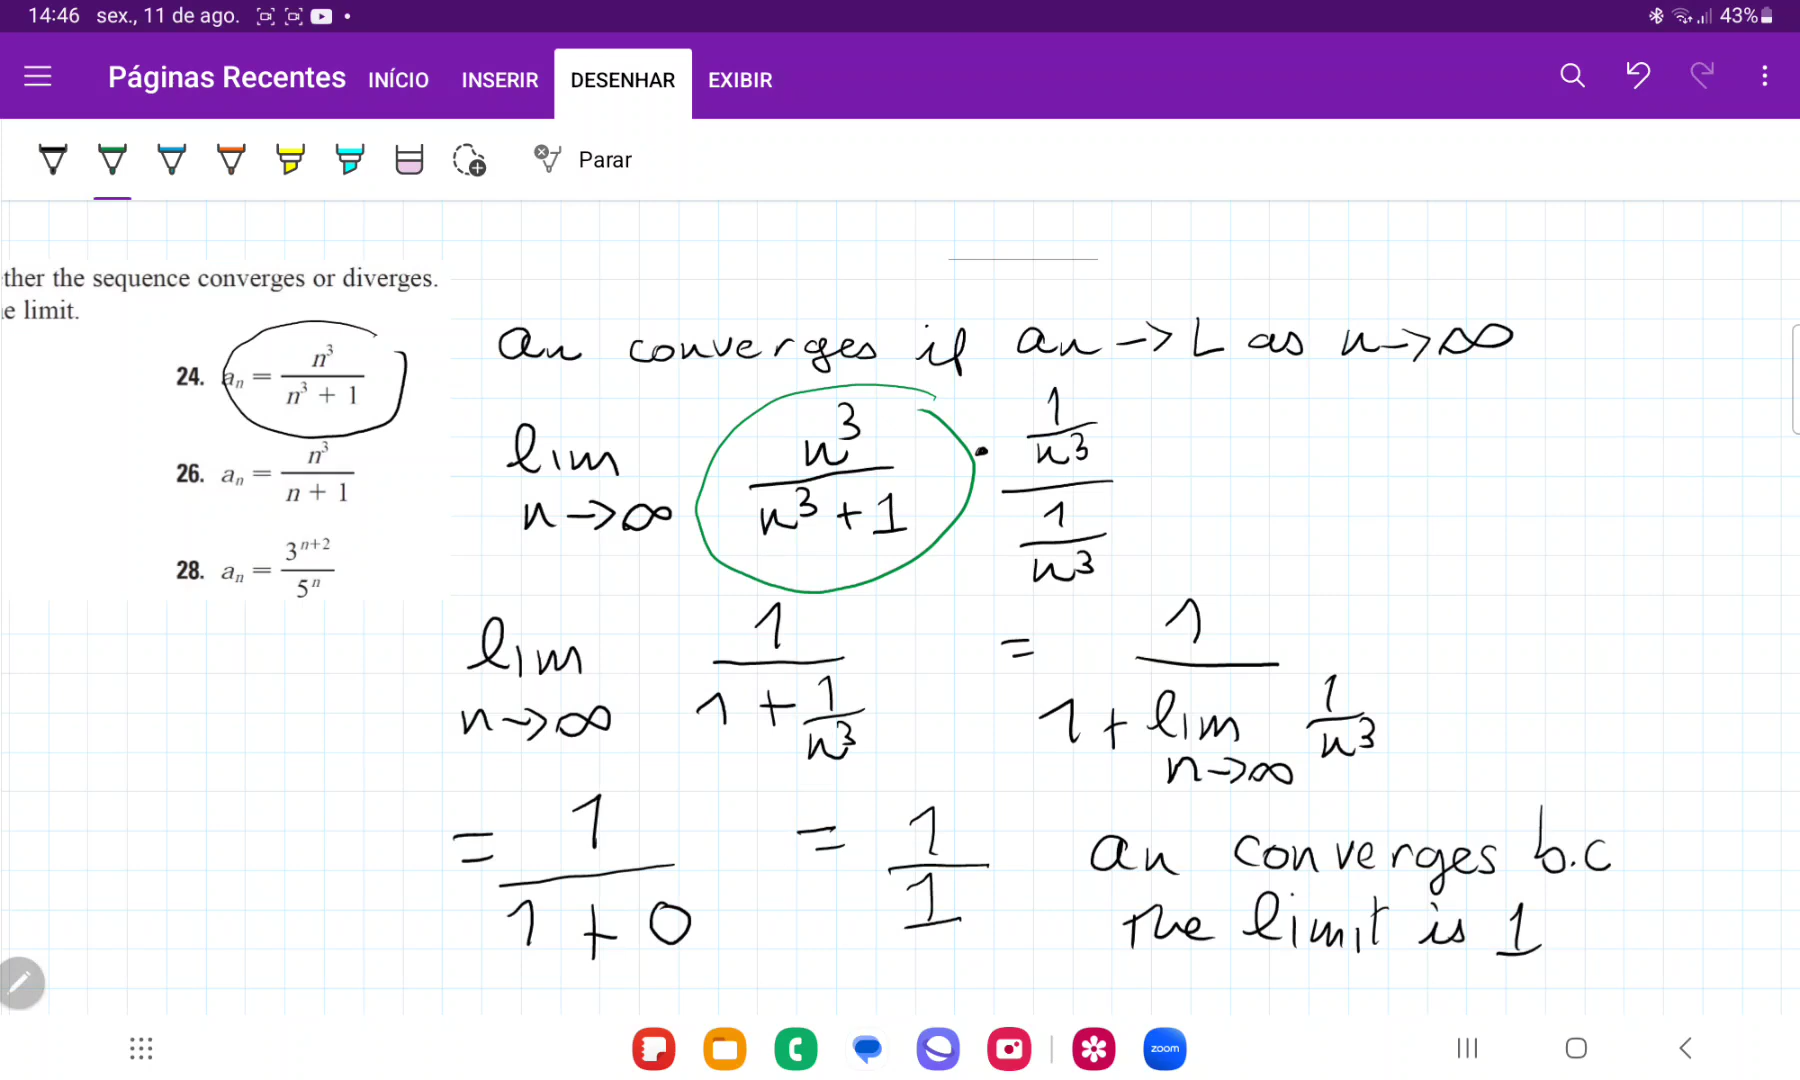 14:46 sex., 11 de ago. 43%
Páginas Recentes INÍCIO INSERIR DESENHAR EXIBIR
Parar
ther the sequence converges or diverges.
e limit.
24. aₙ = n³/(n³ + 1)
26. aₙ = n³/(n + 1)
28. aₙ = 3ⁿ⁺²/5ⁿ
an converges if an -> L as n -> ∞
lim n->∞ n³/(n³+1) · (1/n³)/(1/n³)
lim n->∞ 1/(1 + 1/n³) = 1/(1 + lim n->∞ 1/n³)
= 1/(1+0) = 1/1 an converges b.c
the limit is 1
zoom